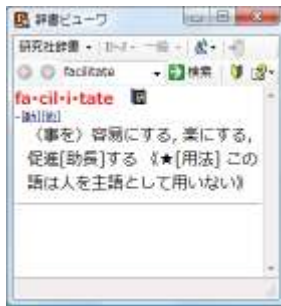 辞書ビューワ
研究社辞書
facilitate 検索
fa・cil・i・tate
-[動][他]
〈事を〉容易にする, 楽にする,
促進[助長]する 《★[用法] この
語は人を主語として用いない》